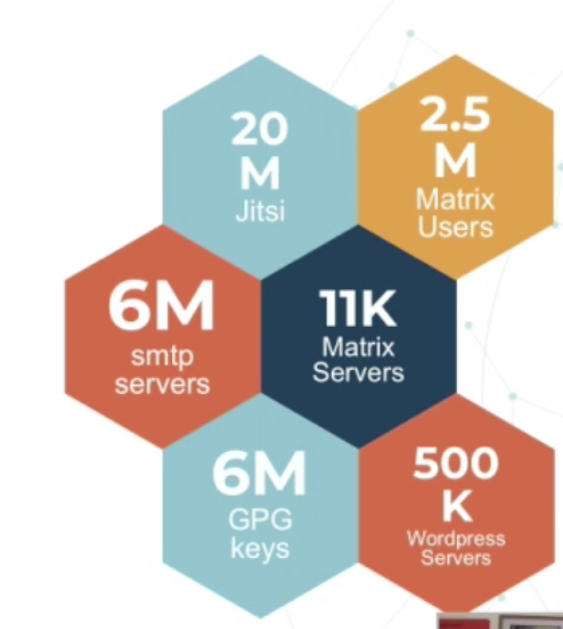 20
M
Jitsi
2.5
M
Matrix
Users
6M
smtp
servers
11K
Matrix
Servers
6M
GPG
keys
500
K
Wordpress
Servers